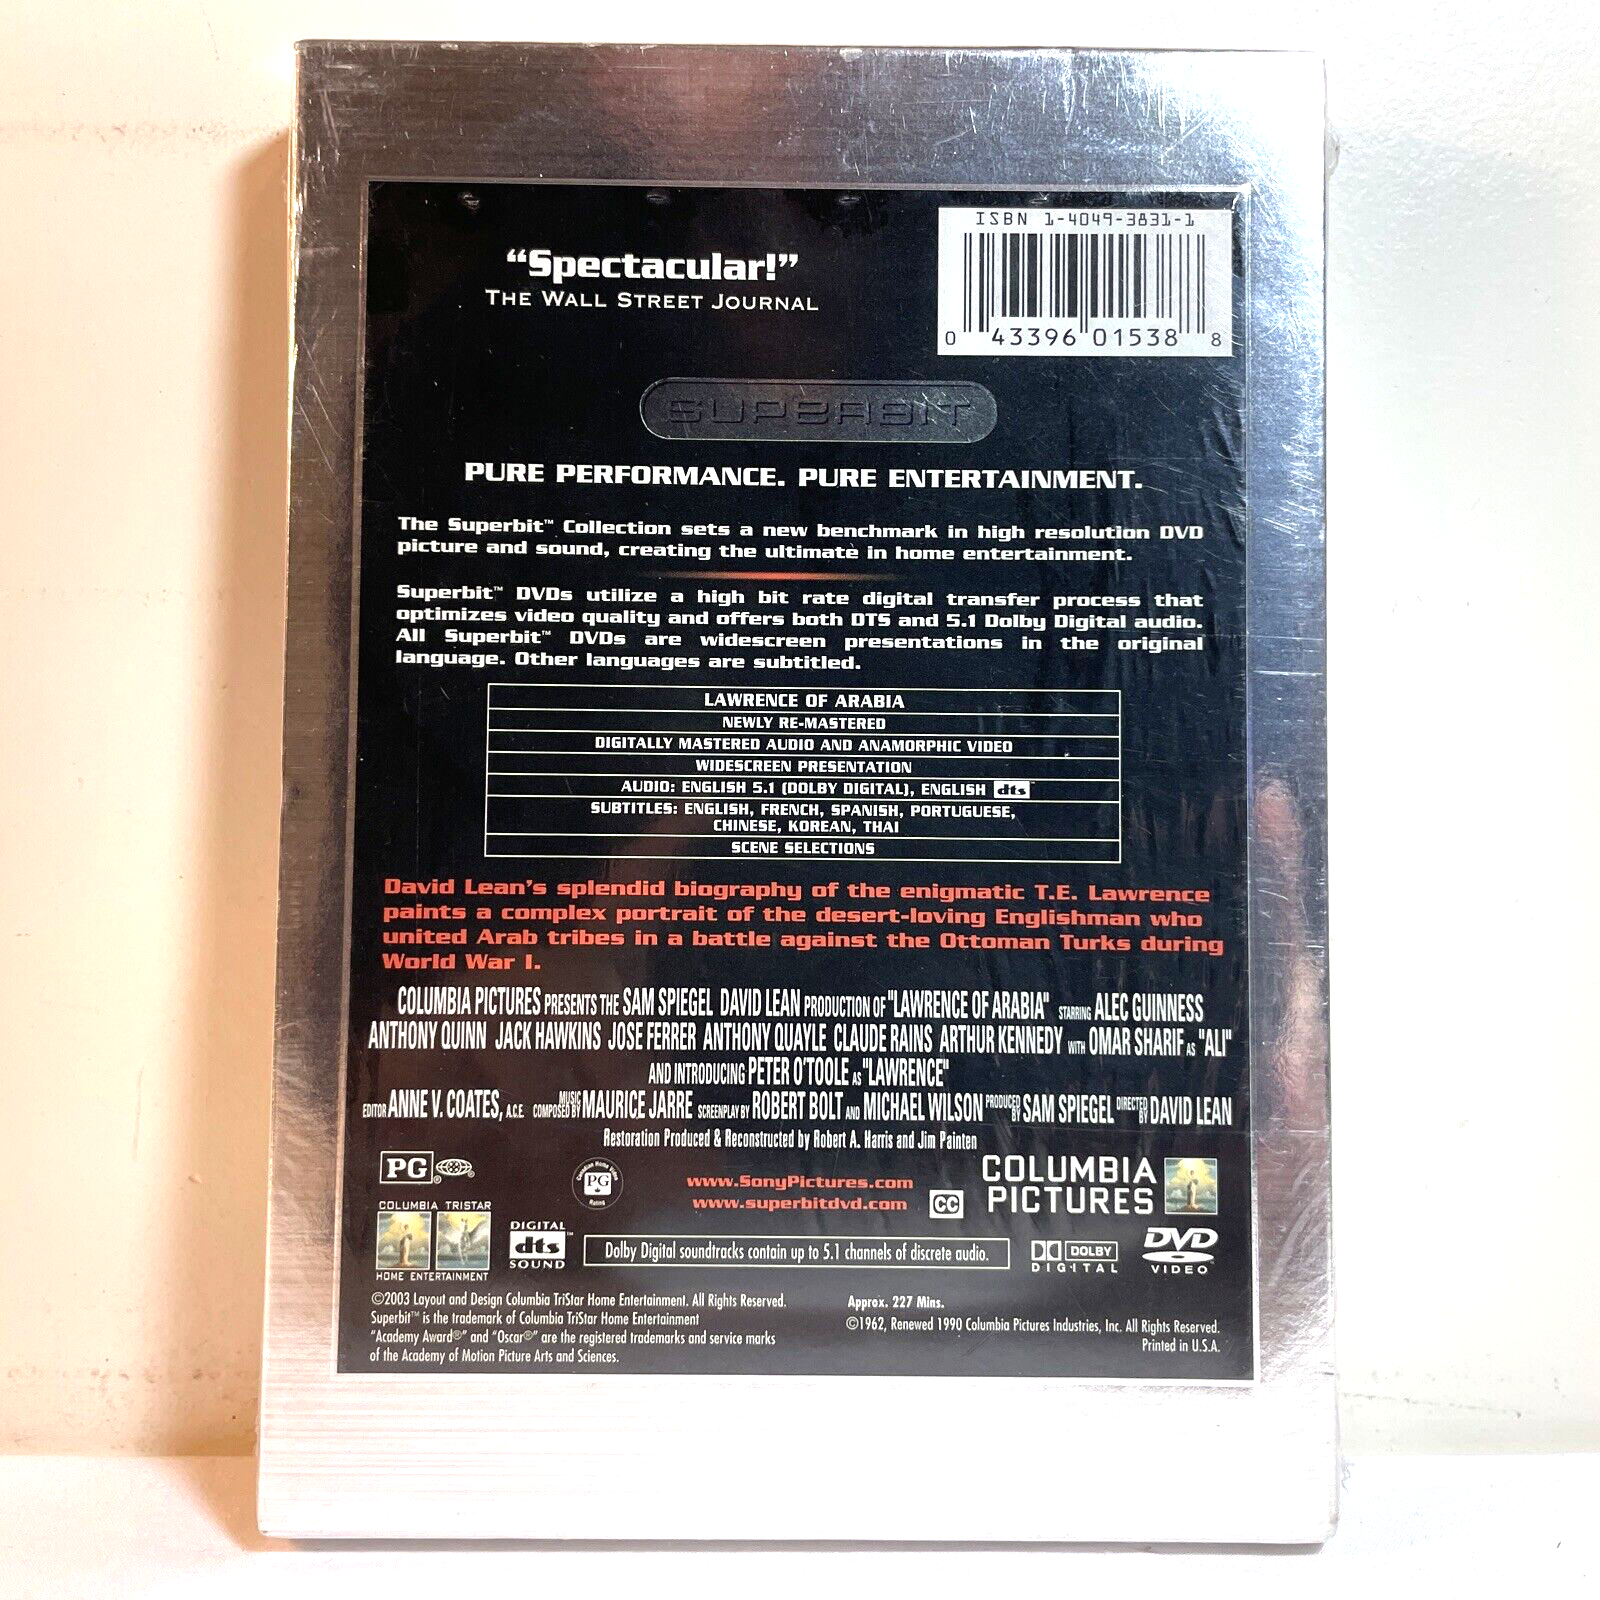 ISBN 1-4049-3831-1
0 43396 01538 8
“Spectacular!”
THE WALL STREET JOURNAL
SUPERBIT
PURE PERFORMANCE. PURE ENTERTAINMENT.
The Superbit™ Collection sets a new benchmark in high resolution DVD
picture and sound, creating the ultimate in home entertainment.
Superbit™ DVDs utilize a high bit rate digital transfer process that
optimizes video quality and offers both DTS and 5.1 Dolby Digital audio.
All Superbit™ DVDs are widescreen presentations in the original
language. Other languages are subtitled.
LAWRENCE OF ARABIA
NEWLY RE-MASTERED
DIGITALLY MASTERED AUDIO AND ANAMORPHIC VIDEO
WIDESCREEN PRESENTATION
AUDIO: ENGLISH 5.1 (DOLBY DIGITAL), ENGLISH dts™
SUBTITLES: ENGLISH, FRENCH, SPANISH, PORTUGUESE,
CHINESE, KOREAN, THAI
SCENE SELECTIONS
David Lean's splendid biography of the enigmatic T.E. Lawrence
paints a complex portrait of the desert-loving Englishman who
united Arab tribes in a battle against the Ottoman Turks during
World War I.
COLUMBIA PICTURES PRESENTS THE SAM SPIEGEL DAVID LEAN PRODUCTION OF "LAWRENCE OF ARABIA" STARRING ALEC GUINNESS
ANTHONY QUINN JACK HAWKINS JOSE FERRER ANTHONY QUAYLE CLAUDE RAINS ARTHUR KENNEDY WITH OMAR SHARIF AS "ALI"
AND INTRODUCING PETER O'TOOLE AS "LAWRENCE"
EDITOR ANNE V. COATES, A.C.E. MUSIC COMPOSED BY MAURICE JARRE SCREENPLAY BY ROBERT BOLT AND MICHAEL WILSON PRODUCED BY SAM SPIEGEL DIRECTED BY DAVID LEAN
Restoration Produced & Reconstructed by Robert A. Harris and Jim Painten
PG®
Canadian Home Video
PG
Rating
www.SonyPictures.com
www.superbitdvd.com
CC
COLUMBIA
PICTURES
COLUMBIA TRISTAR
HOME ENTERTAINMENT
DIGITAL
dts™
SOUND
Dolby Digital soundtracks contain up to 5.1 channels of discrete audio.
DOLBY
DIGITAL
DVD
VIDEO™
©2003 Layout and Design Columbia TriStar Home Entertainment. All Rights Reserved.
Superbit™ is the trademark of Columbia TriStar Home Entertainment
"Academy Award®" and "Oscar®" are the registered trademarks and service marks
of the Academy of Motion Picture Arts and Sciences.
Approx. 227 Mins.
©1962, Renewed 1990 Columbia Pictures Industries, Inc. All Rights Reserved.
Printed in U.S.A.